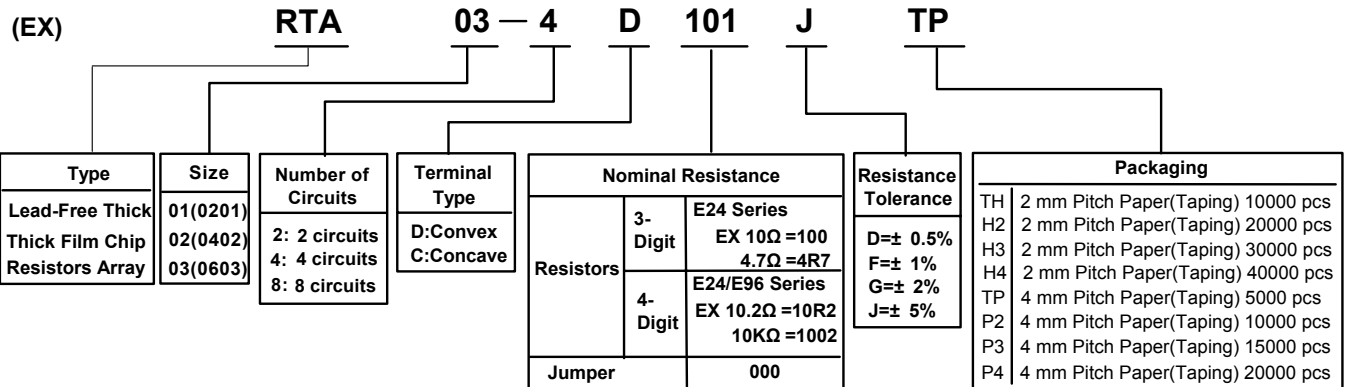 (EX) RTA 03 — 4 D 101 J TP
Type
Lead-Free Thick
Thick Film Chip
Resistors Array
Size
01(0201)
02(0402)
03(0603)
Number of
Circuits
2: 2 circuits
4: 4 circuits
8: 8 circuits
Terminal
Type
D:Convex
C:Concave
Nominal Resistance
Resistors
3-
Digit
E24 Series
EX 10Ω =100
4.7Ω =4R7
4-
Digit
E24/E96 Series
EX 10.2Ω =10R2
10KΩ =1002
Jumper 000
Resistance
Tolerance
D=± 0.5%
F=± 1%
G=± 2%
J=± 5%
Packaging
TH 2 mm Pitch Paper(Taping) 10000 pcs
H2 2 mm Pitch Paper(Taping) 20000 pcs
H3 2 mm Pitch Paper(Taping) 30000 pcs
H4 2 mm Pitch Paper(Taping) 40000 pcs
TP 4 mm Pitch Paper(Taping) 5000 pcs
P2 4 mm Pitch Paper(Taping) 10000 pcs
P3 4 mm Pitch Paper(Taping) 15000 pcs
P4 4 mm Pitch Paper(Taping) 20000 pcs